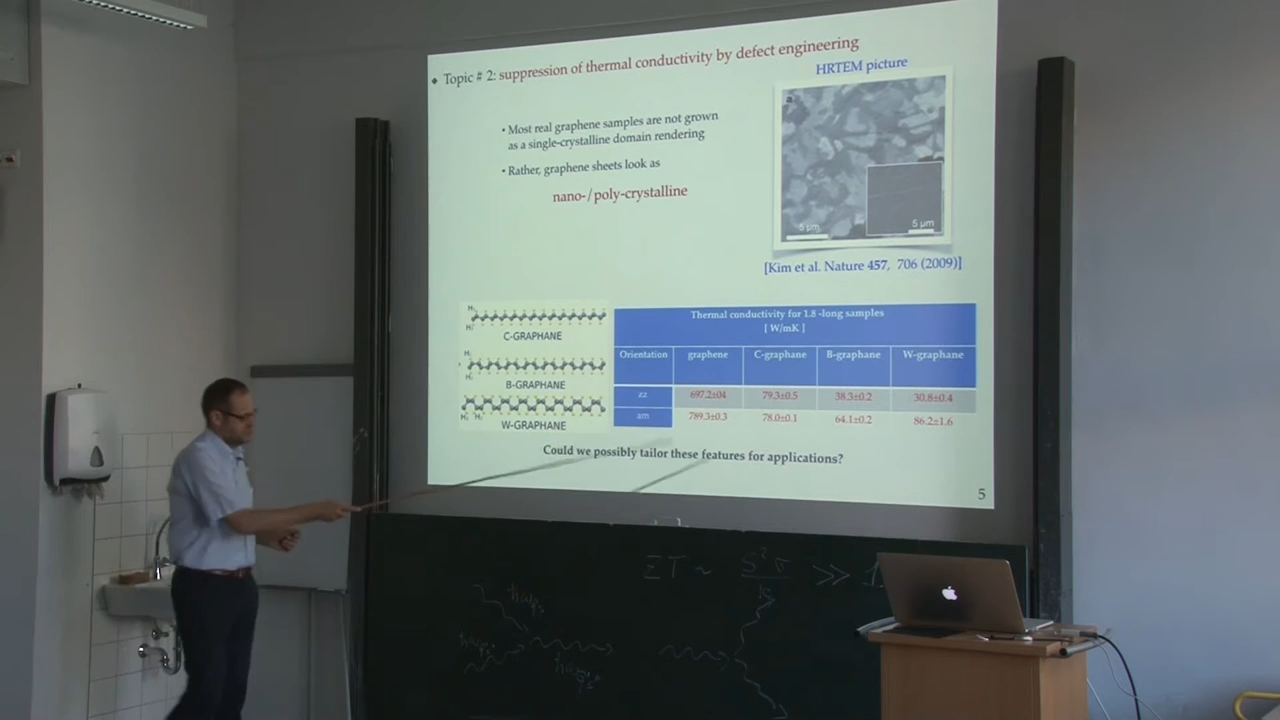 • Topic # 2: suppression of thermal conductivity by defect engineering
HRTEM picture
• Most real graphene samples are not grown
as a single-crystalline domain rendering
• Rather, graphene sheets look as
nano-/poly-crystalline
a
5 µm
5 µm
[Kim et al. Nature 457, 706 (2009)]
H
H
C-GRAPHANE
H
H
B-GRAPHANE
H H
W-GRAPHANE
Thermal conductivity for 1.8 -long samples
[ W/mK ]
Orientation graphene C-graphane B-graphane W-graphane
zz 697.2±04 79.3±0.5 38.3±0.2 30.8±0.4
am 789.3±0.3 78.0±0.1 64.1±0.2 86.2±1.6
Could we possibly tailor these features for applications?
5
ZT ~ S²σ >> 1